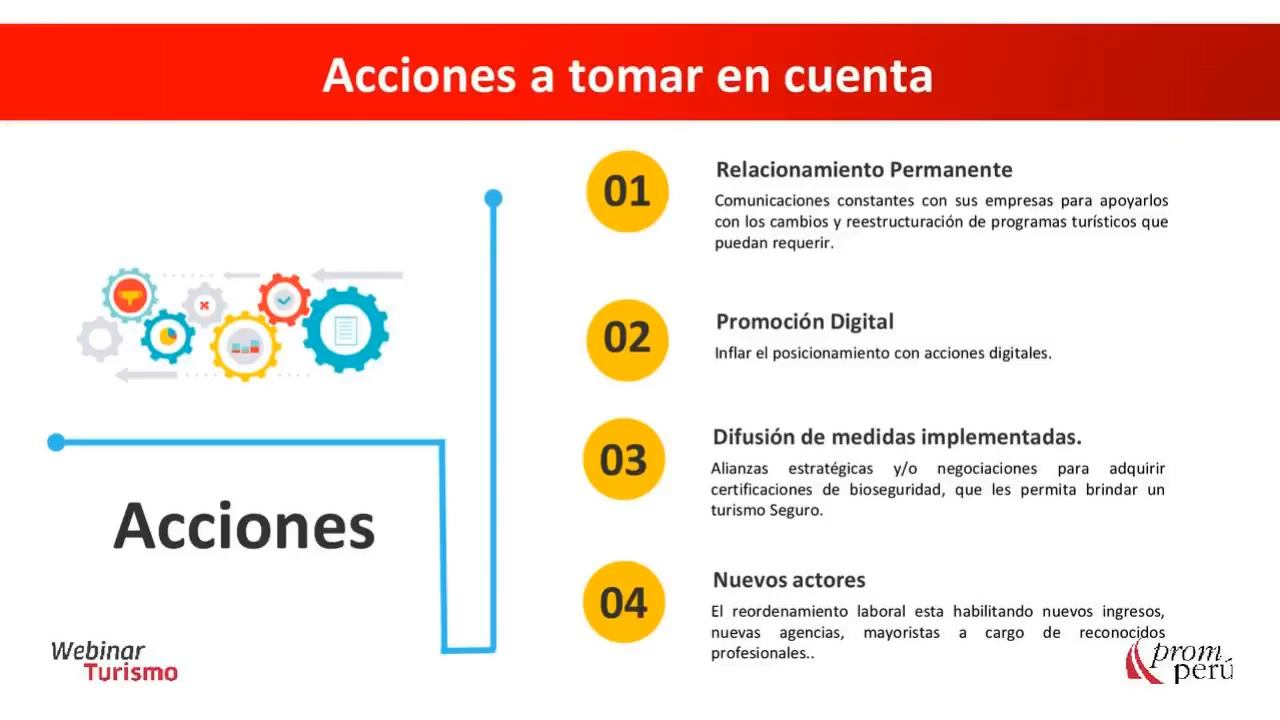 Acciones a tomar en cuenta
01
Relacionamiento Permanente
Comunicaciones constantes con sus empresas para apoyarlos
con los cambios y reestructuración de programas turísticos que
puedan requerir.
02
Promoción Digital
Inflar el posicionamiento con acciones digitales.
03
Difusión de medidas implementadas.
Alianzas estratégicas y/o negociaciones para adquirir
certificaciones de bioseguridad, que les permita brindar un
turismo Seguro.
Acciones
04
Nuevos actores
El reordenamiento laboral esta habilitando nuevos ingresos,
nuevas agencias, mayoristas a cargo de reconocidos
profesionales..
Webinar
Turismo
prom
perú